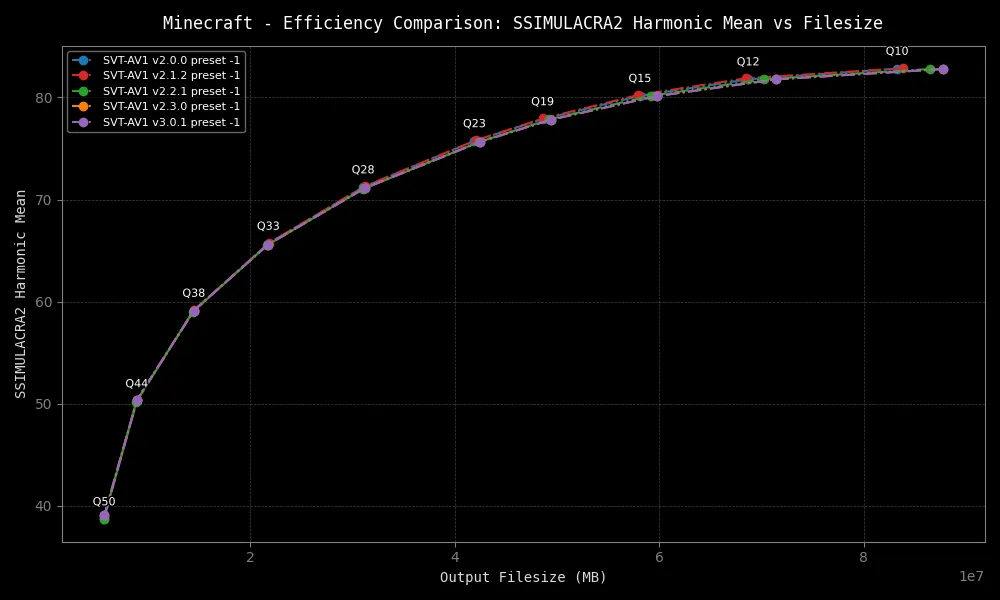 Minecraft - Efficiency Comparison: SSIMULACRA2 Harmonic Mean vs Filesize
SVT-AV1 v2.0.0 preset -1
SVT-AV1 v2.1.2 preset -1
SVT-AV1 v2.2.1 preset -1
SVT-AV1 v2.3.0 preset -1
SVT-AV1 v3.0.1 preset -1
Q10
Q12
Q15
Q19
Q23
Q28
Q33
Q38
Q44
Q50
SSIMULACRA2 Harmonic Mean
80
70
60
50
40
2
4
6
8
1e7
Output Filesize (MB)